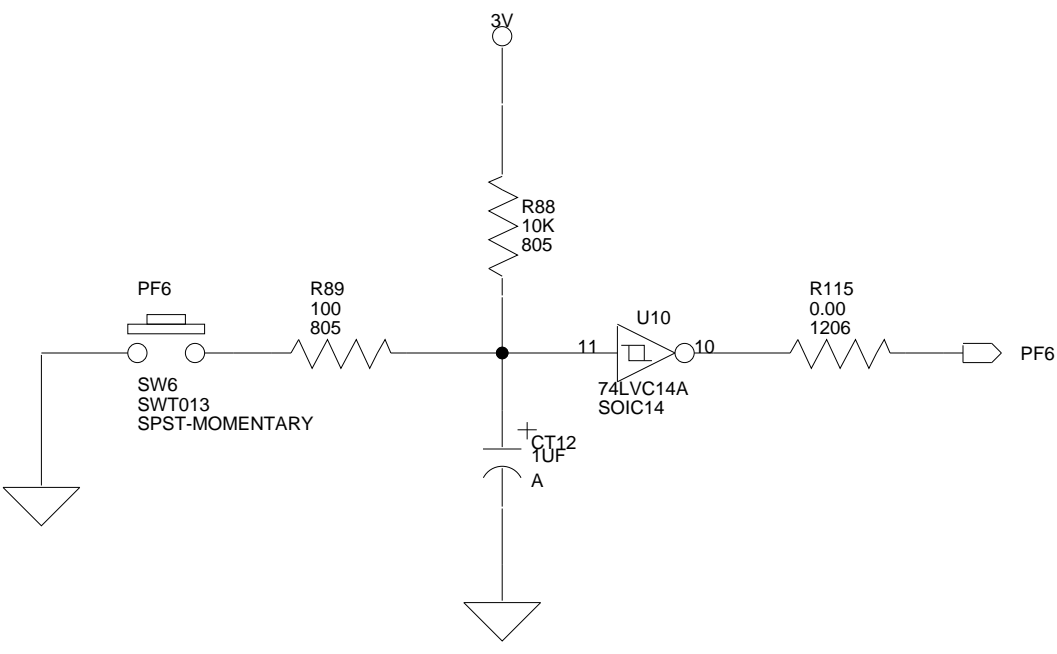 3V
R88
10K
805
PF6
R89
100
805
R115
0.00
1206
U10
11
10
PF6
74LVC14A
SOIC14
SW6
SWT013
SPST-MOMENTARY
CT12
1UF
A